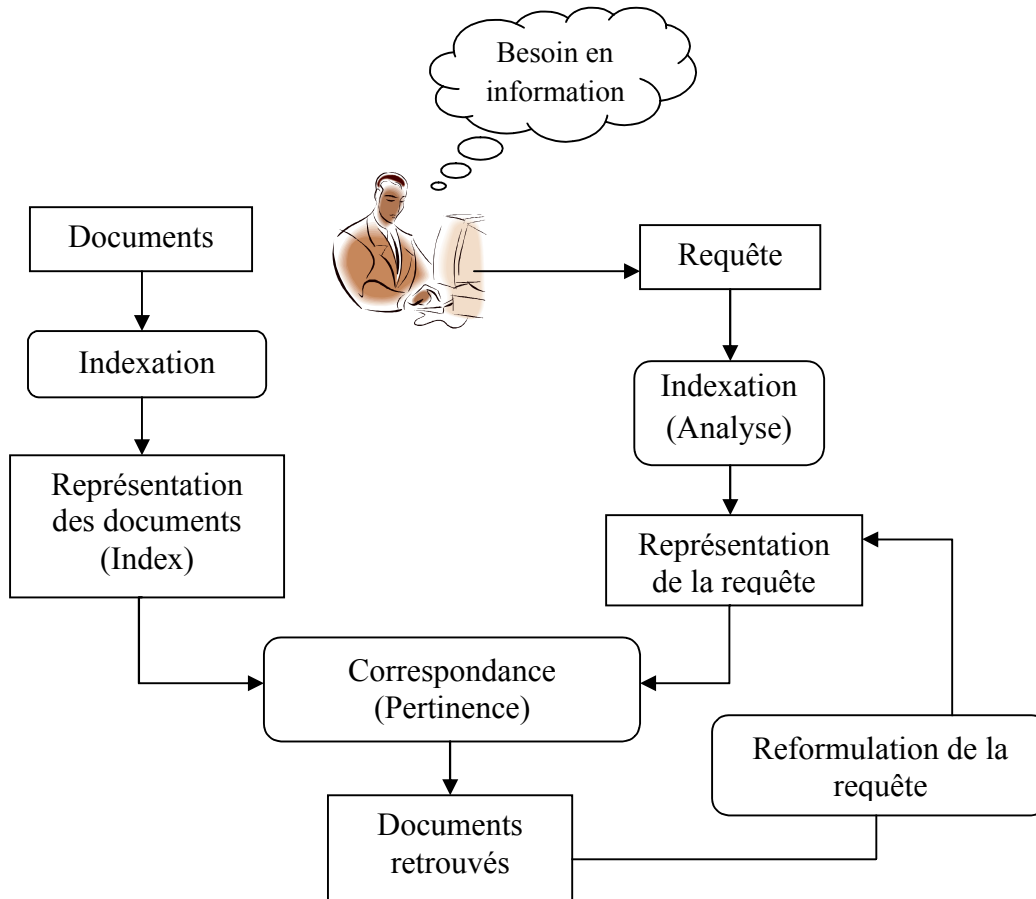 Besoin en
information
Documents
Requête
Indexation
Indexation
(Analyse)
Représentation
des documents
(Index)
Représentation
de la requête
Correspondance
(Pertinence)
Reformulation de la
requête
Documents
retrouvés